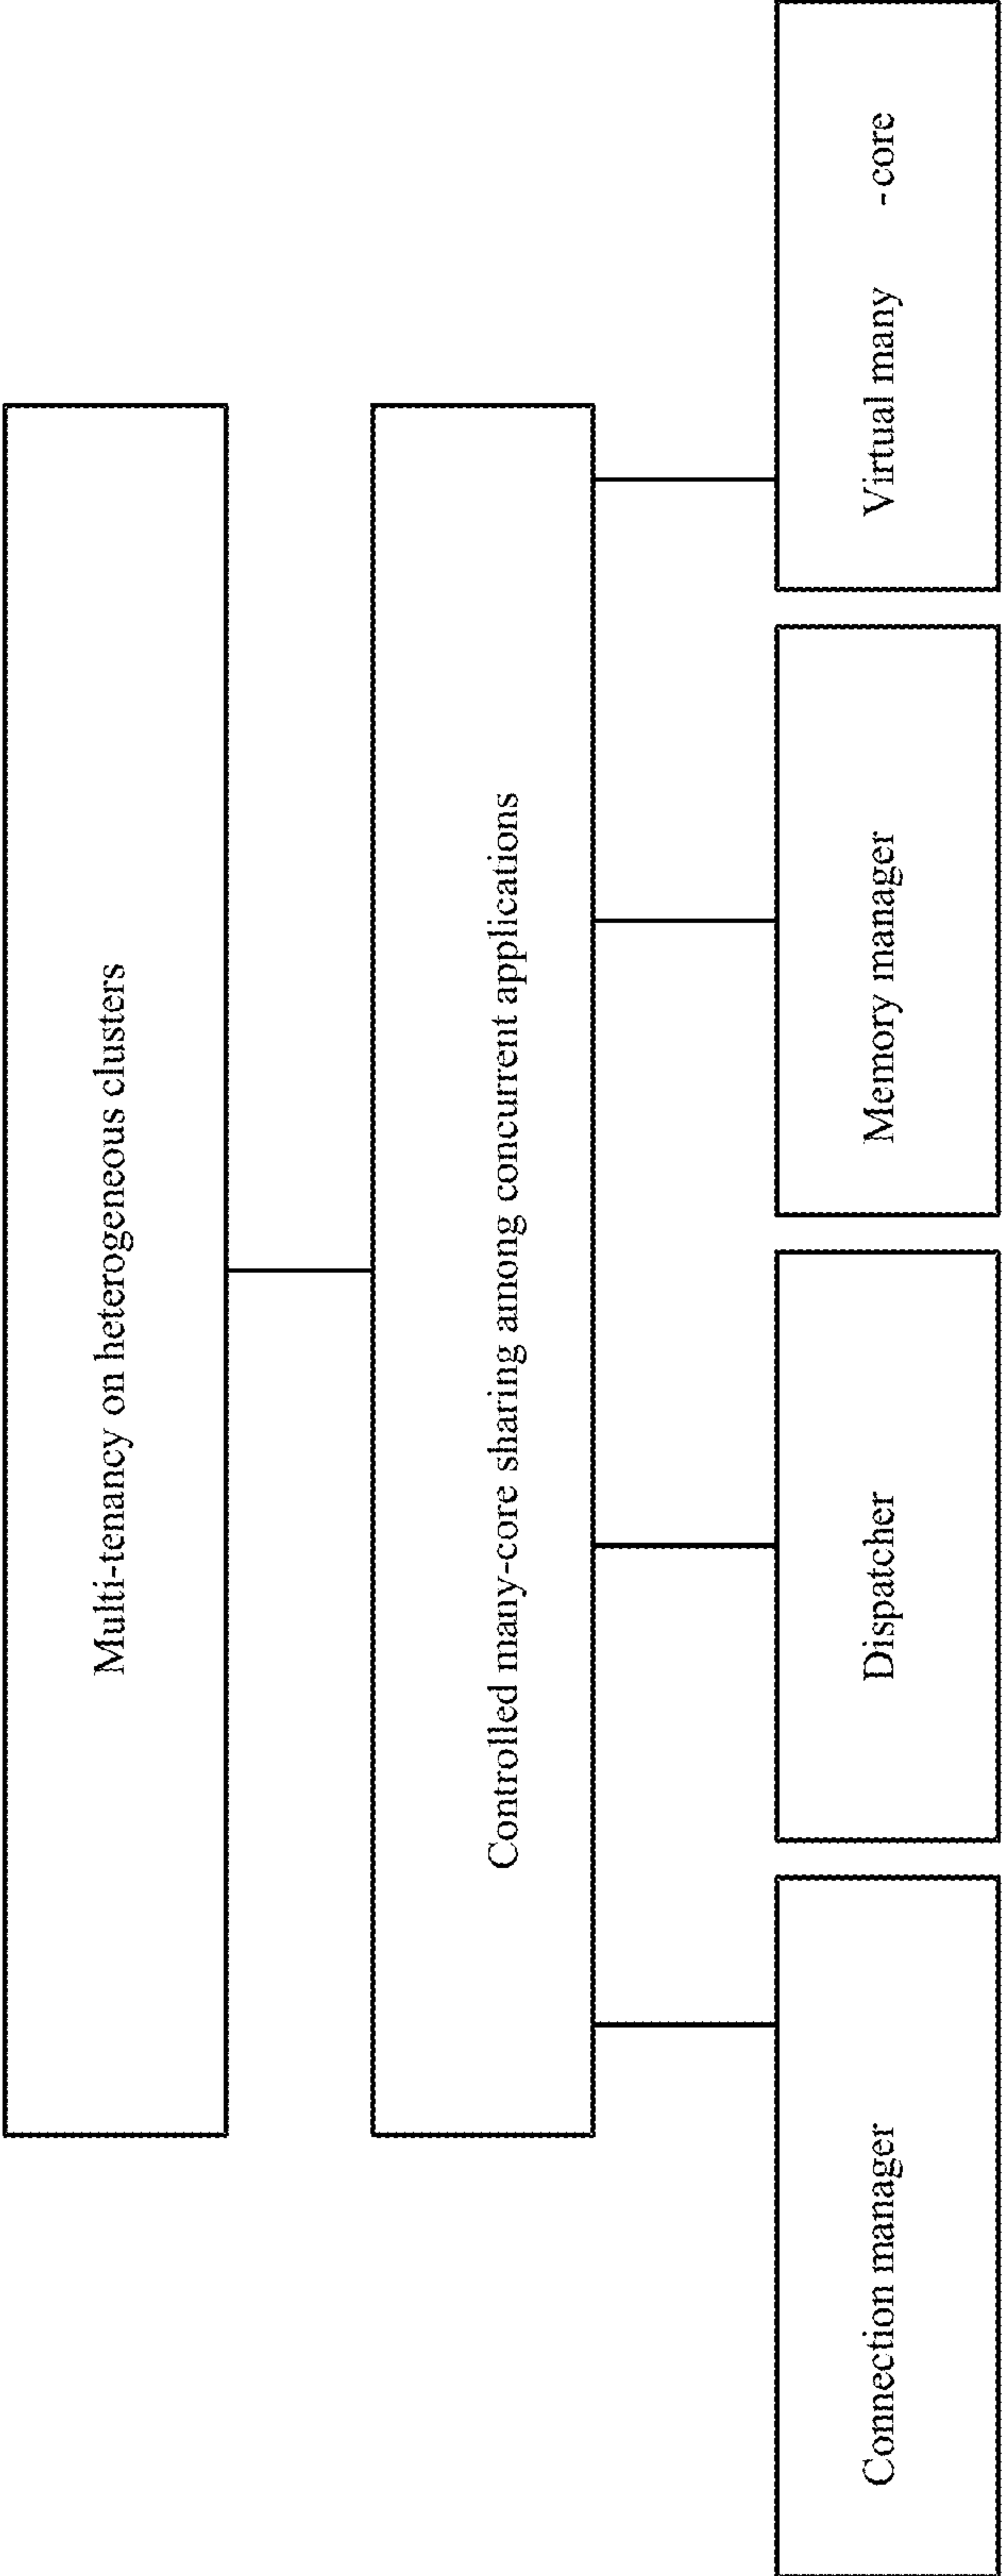 Multi-tenancy on heterogeneous clusters
Controlled many-core sharing among concurrent applications
Connection manager
Dispatcher
Memory manager
Virtual many -core